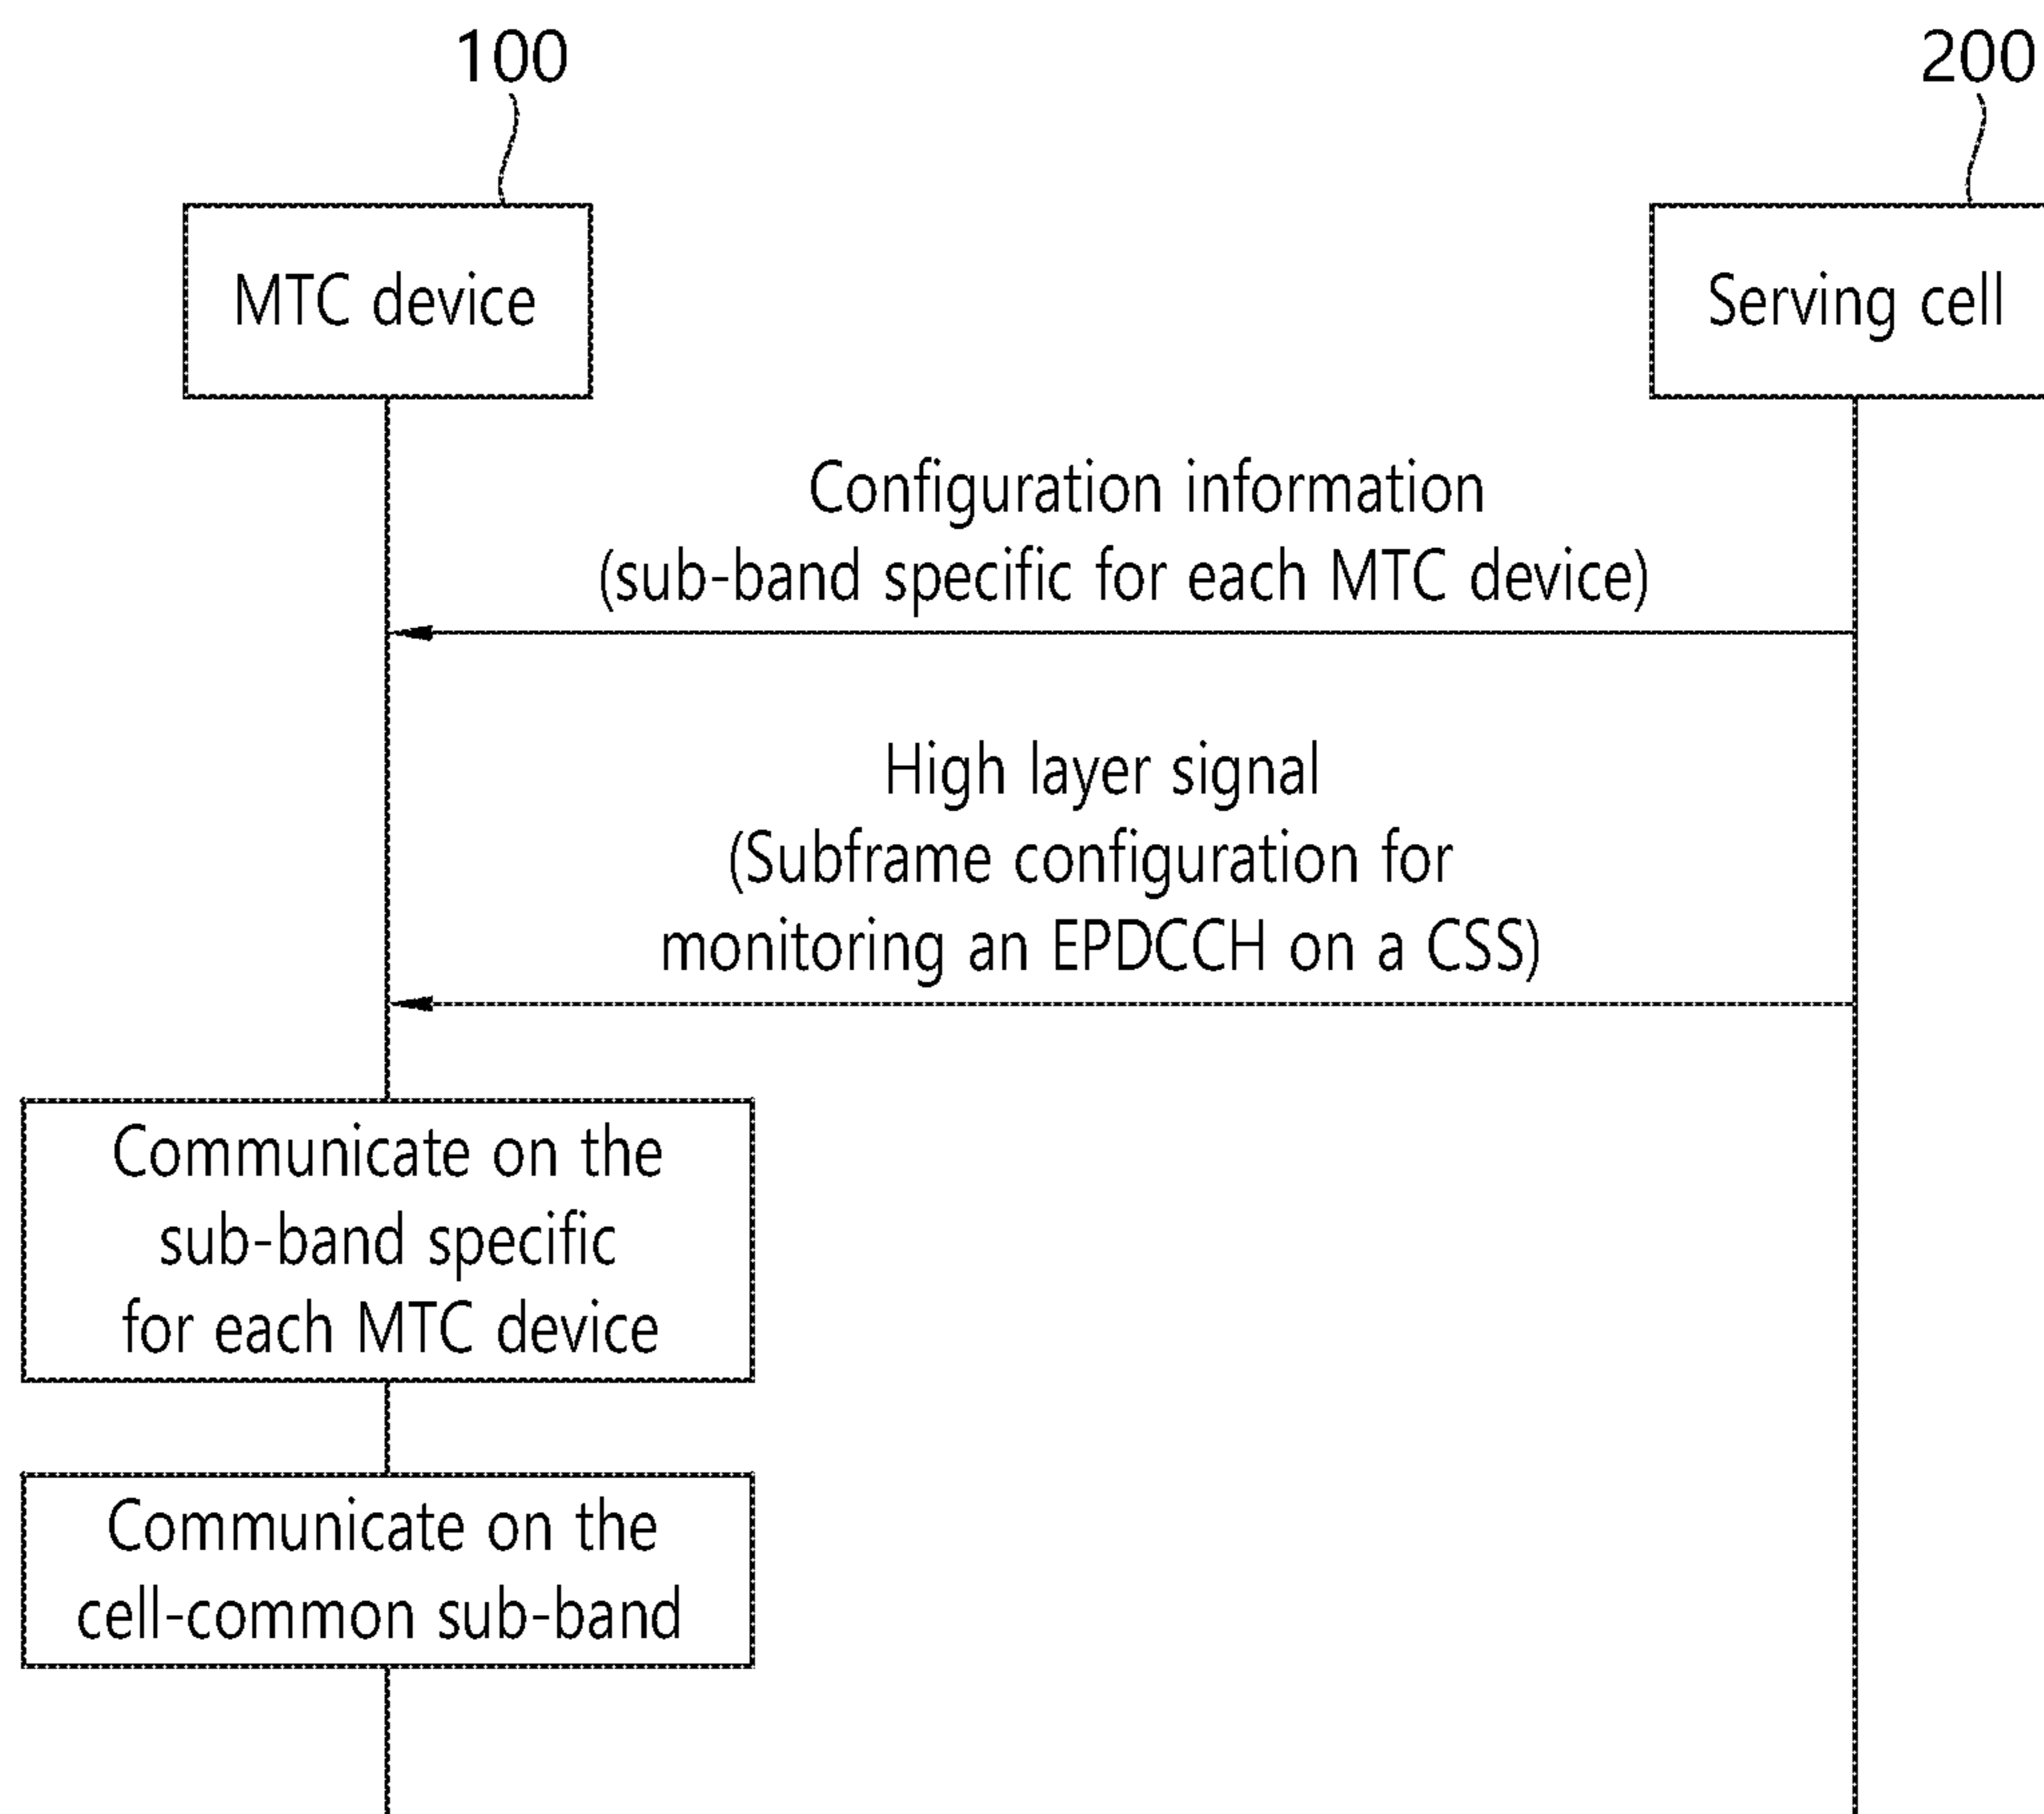 100
200
MTC device
Serving cell
Configuration information
(sub-band specific for each MTC device)
High layer signal
(Subframe configuration for
monitoring an EPDCCH on a CSS)
Communicate on the
sub-band specific
for each MTC device
Communicate on the
cell-common sub-band